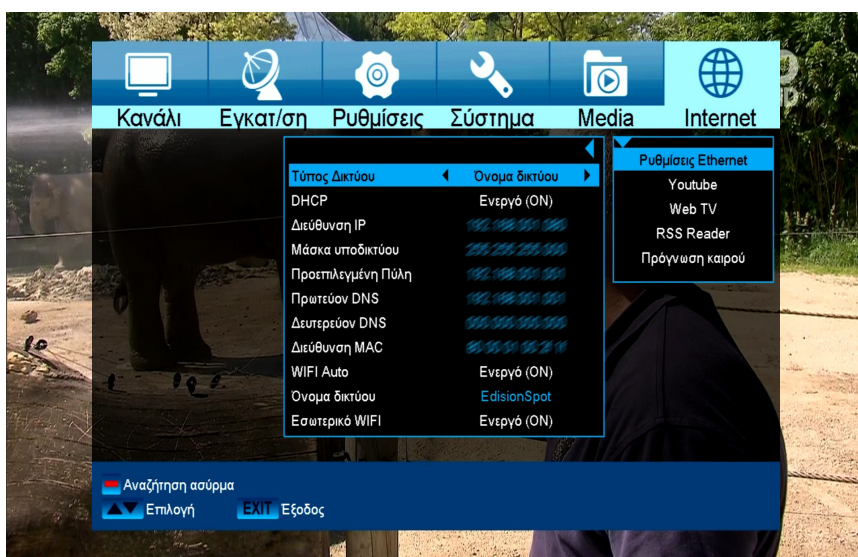 Κανάλι Εγκατ/ση Ρυθμίσεις Σύστημα Media Internet
Τύπος Δικτύου Όνομα δικτύου
DHCP Ενεργό (ON)
Διεύθυνση IP
Μάσκα υποδικτύου
Προεπιλεγμένη Πύλη
Πρωτεύον DNS
Δευτερεύον DNS
Διεύθυνση MAC
WIFI Auto Ενεργό (ON)
Όνομα δικτύου EdisionSpot
Εσωτερικό WIFI Ενεργό (ON)
Ρυθμίσεις Ethernet
Youtube
Web TV
RSS Reader
Πρόγνωση καιρού
Αναζήτηση ασύρμα
Επιλογή EXIT Έξοδος